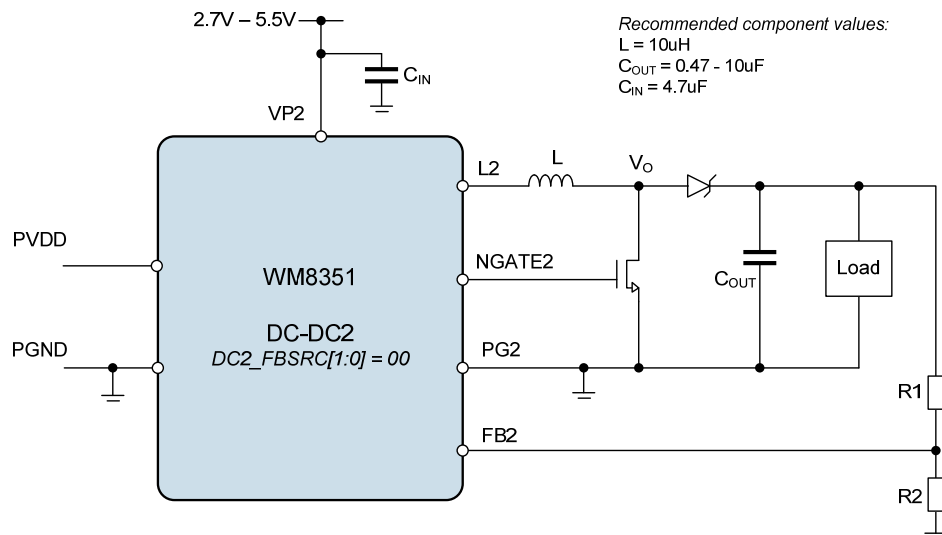 2.7V – 5.5V
Recommended component values:
L = 10uH
COUT = 0.47 - 10uF
CIN = 4.7uF
CIN
VP2
L2
L
VO
PVDD
WM8351
NGATE2
COUT
Load
DC-DC2
DC2_FBSRC[1:0] = 00
PGND
PG2
R1
FB2
R2